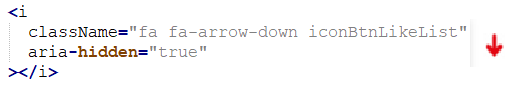 <i
className="fa fa-arrow-down iconBtnLikeList"
aria-hidden="true"
></i>